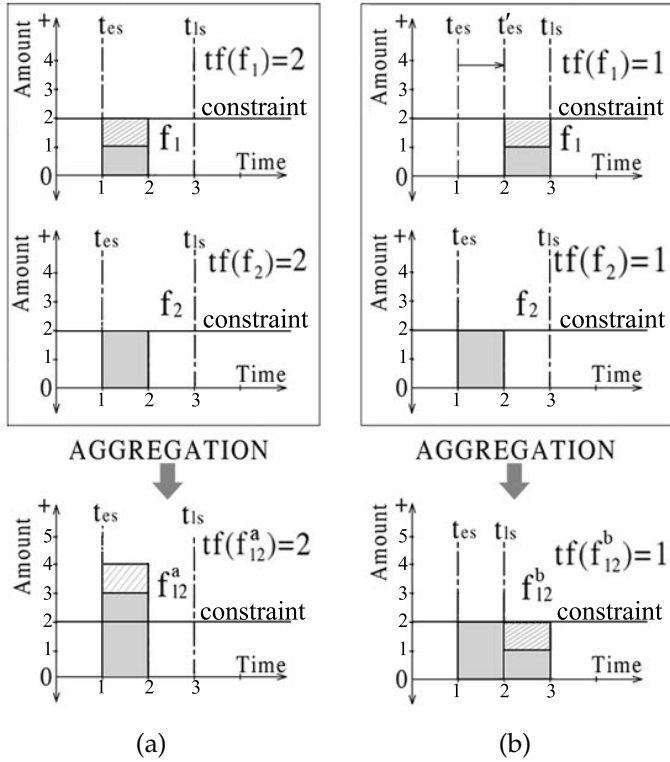 Amount
+
4
3
2
1
0
t_es
t_ls
tf(f_1)=2
constraint
f_1
Time
1
2
3
Amount
+
4
3
2
1
0
t_es
t_ls
tf(f_2)=2
f_2
constraint
Time
1
2
3
AGGREGATION
Amount
+
5
4
3
2
1
0
t_es
t_ls
tf(f_12^a)=2
f_12^a
constraint
Time
1
2
3
(a)
Amount
+
4
3
2
1
0
t_es
t'_es
t_ls
tf(f_1)=1
constraint
f_1
Time
1
2
3
Amount
+
4
3
2
1
0
t_es
t_ls
tf(f_2)=1
f_2
constraint
Time
1
2
3
AGGREGATION
Amount
+
5
4
3
2
1
0
t_es
t_ls
tf(f_12^b)=1
f_12^b
constraint
Time
1
2
3
(b)